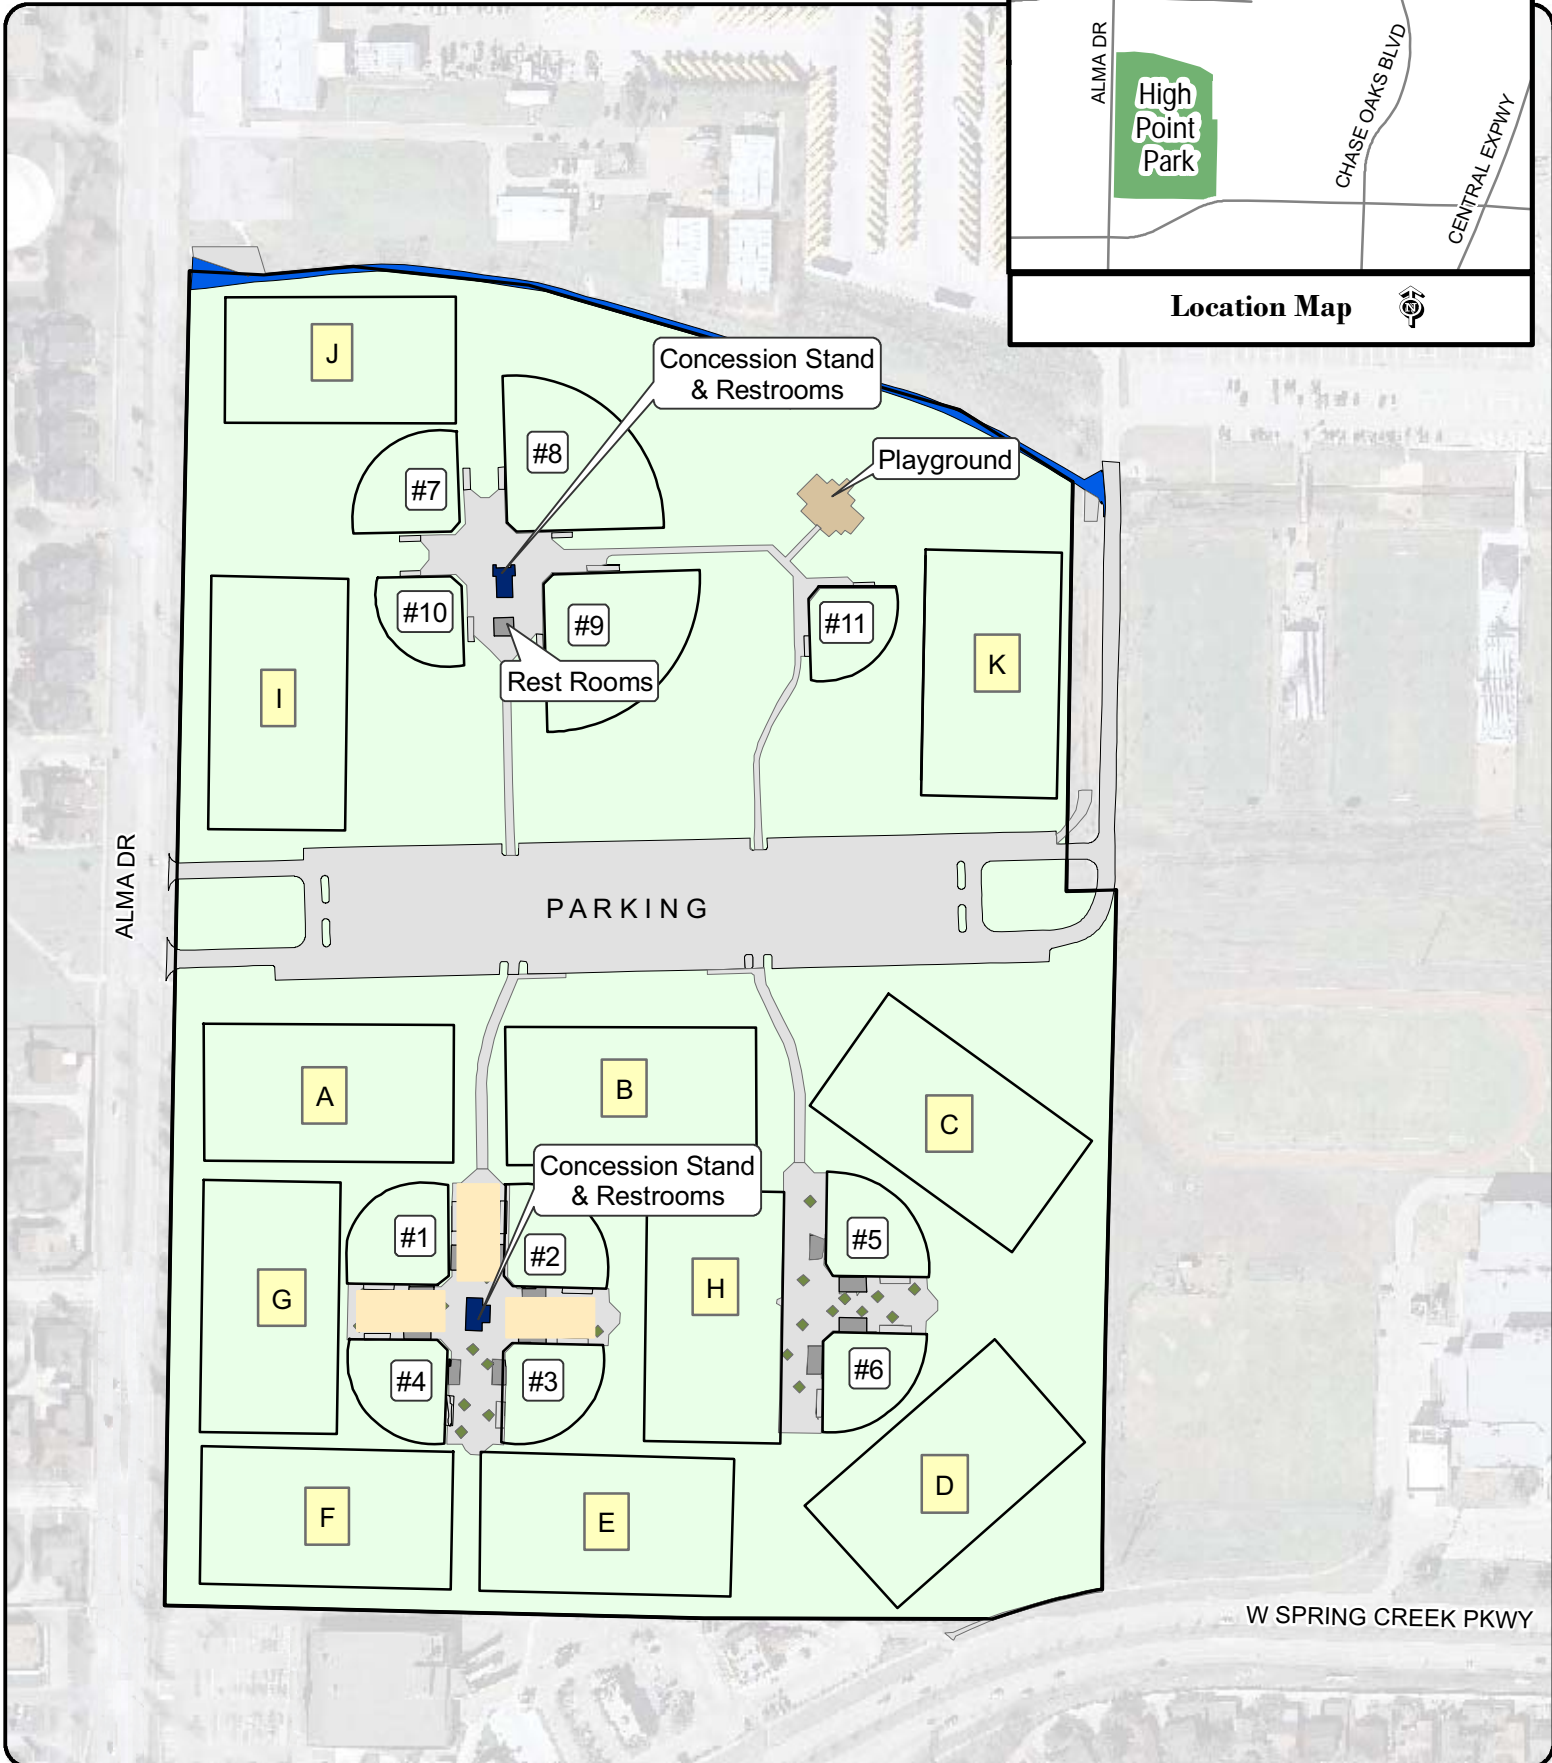 ALMA DR
High
Point
Park
CHASE OAKS BLVD
CENTRAL EXPWY
Location Map
N
J
Concession Stand
& Restrooms
#8
Playground
#7
#10
#9
#11
K
Rest Rooms
I
ALMA DR
PARKING
A
B
C
Concession Stand
& Restrooms
#1
#2
#5
G
H
#4
#3
#6
D
F
E
W SPRING CREEK PKWY